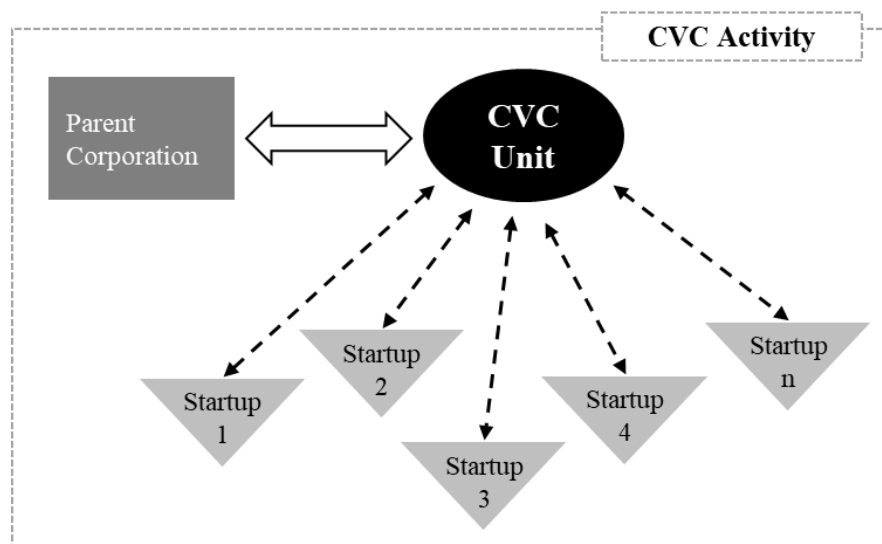 CVC Activity
Parent
Corporation
CVC
Unit
Startup
1
Startup
2
Startup
3
Startup
4
Startup
n